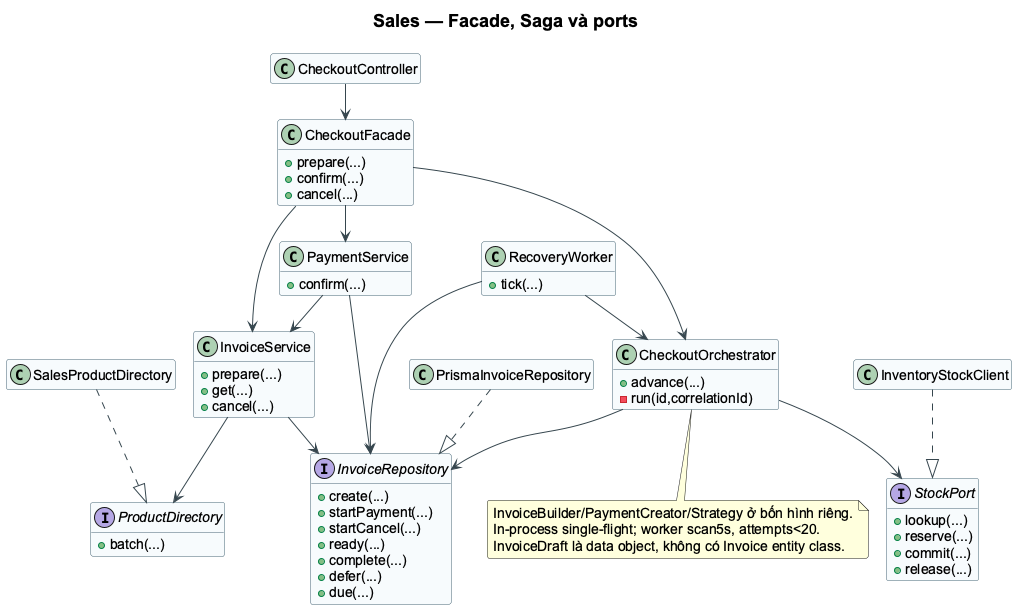 Sales — Facade, Saga và ports
C CheckoutController
C CheckoutFacade
prepare(...)
confirm(...)
cancel(...)
C PaymentService
confirm(...)
C RecoveryWorker
tick(...)
C InvoiceService
prepare(...)
get(...)
cancel(...)
C CheckoutOrchestrator
advance(...)
run(id,correlationId)
C SalesProductDirectory
C PrismaInvoiceRepository
C InventoryStockClient
I ProductDirectory
batch(...)
I InvoiceRepository
create(...)
startPayment(...)
startCancel(...)
ready(...)
complete(...)
defer(...)
due(...)
InvoiceBuilder/PaymentCreator/Strategy ở bốn hình riêng.
In-process single-flight; worker scan5s, attempts<20.
InvoiceDraft là data object, không có Invoice entity class.
I StockPort
lookup(...)
reserve(...)
commit(...)
release(...)